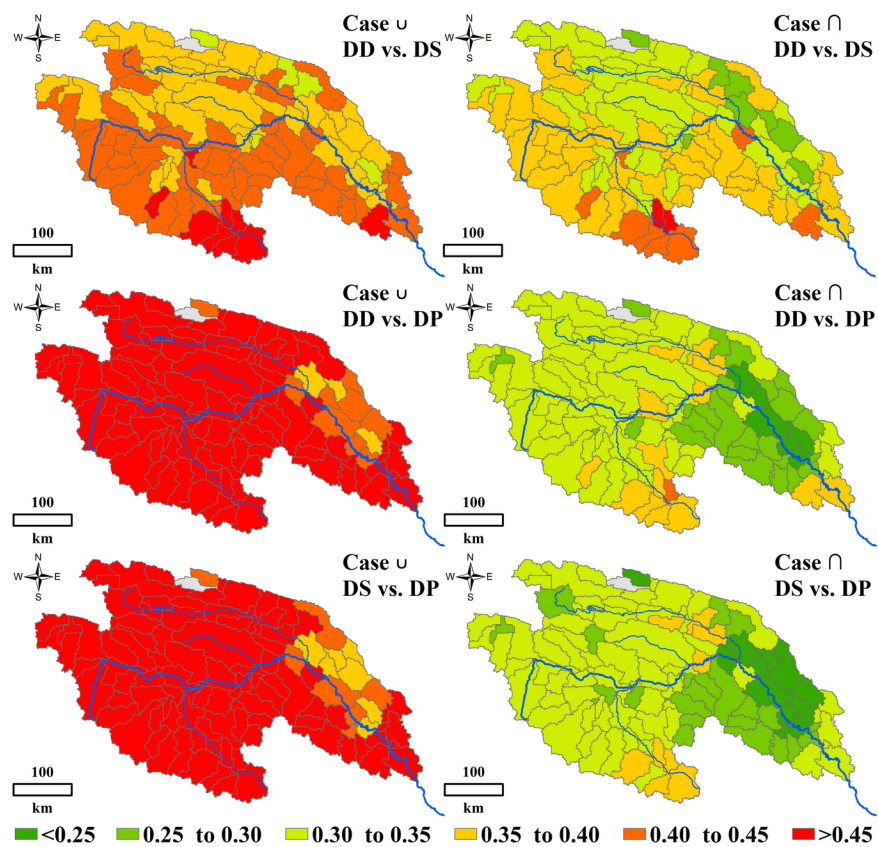 N
W E
S
Case ∪
DD vs. DS
100
km
N
W E
S
Case ∩
DD vs. DS
100
km
N
W E
S
Case ∪
DD vs. DP
100
km
N
W E
S
Case ∩
DD vs. DP
100
km
N
W E
S
Case ∪
DS vs. DP
100
km
N
W E
S
Case ∩
DS vs. DP
100
km
<0.25 0.25 to 0.30 0.30 to 0.35 0.35 to 0.40 0.40 to 0.45 >0.45